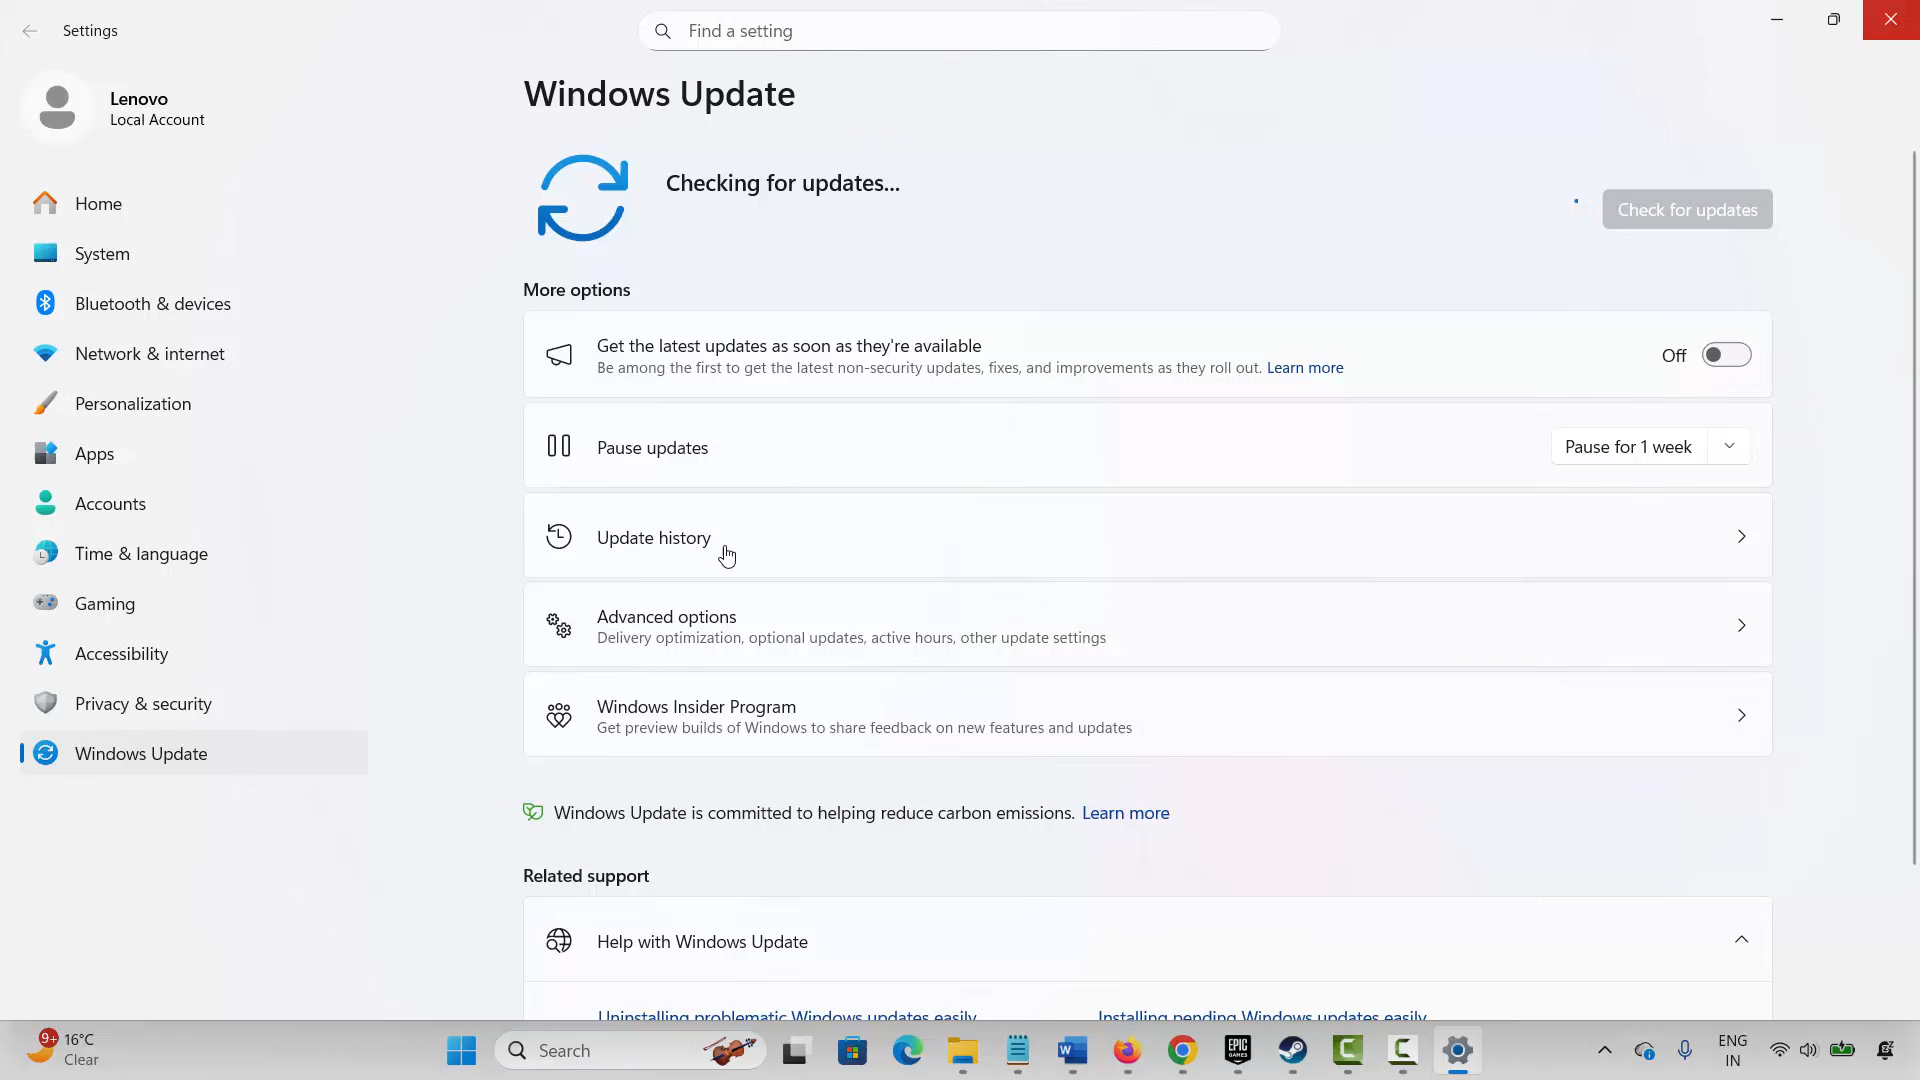 Settings
Find a setting
Lenovo
Local Account
Home
System
Bluetooth & devices
Network & internet
Personalization
Apps
Accounts
Time & language
Gaming
Accessibility
Privacy & security
Windows Update
Windows Update
Checking for updates...
Check for updates
More options
Get the latest updates as soon as they're available
Be among the first to get the latest non-security updates, fixes, and improvements as they roll out. Learn more
Off
Pause updates
Pause for 1 week
Update history
Advanced options
Delivery optimization, optional updates, active hours, other update settings
Windows Insider Program
Get preview builds of Windows to share feedback on new features and updates
Windows Update is committed to helping reduce carbon emissions. Learn more
Related support
Help with Windows Update
Uninstalling problematic Windows updates easily
Installing pending Windows updates easily
9+
16°C
Clear
Search
EPIC
GAMES
ENG
IN